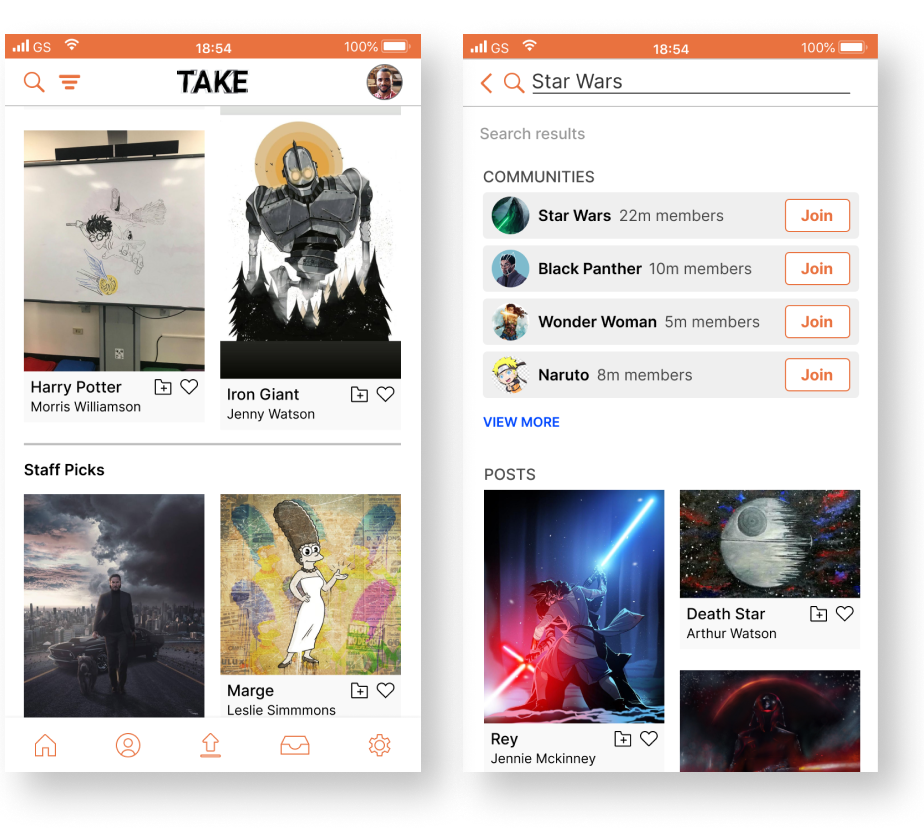 GS
18:54
100%
TAKE
Harry Potter
Morris Williamson
Iron Giant
Jenny Watson
Staff Picks
Marge
Leslie Simmmons
GS
18:54
100%
Star Wars
Search results
COMMUNITIES
Star Wars 22m members
Join
Black Panther 10m members
Join
Wonder Woman 5m members
Join
Naruto 8m members
Join
VIEW MORE
POSTS
Rey
Jennie Mckinney
Death Star
Arthur Watson